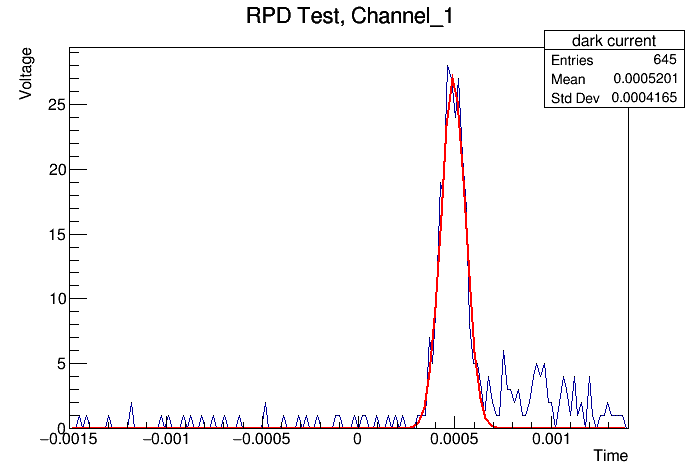 RPD Test, Channel_1
dark current
Entries 645
Mean 0.0005201
Std Dev 0.0004165
Voltage
25
20
15
10
5
0
−0.0015 −0.001 −0.0005 0 0.0005 0.001
Time